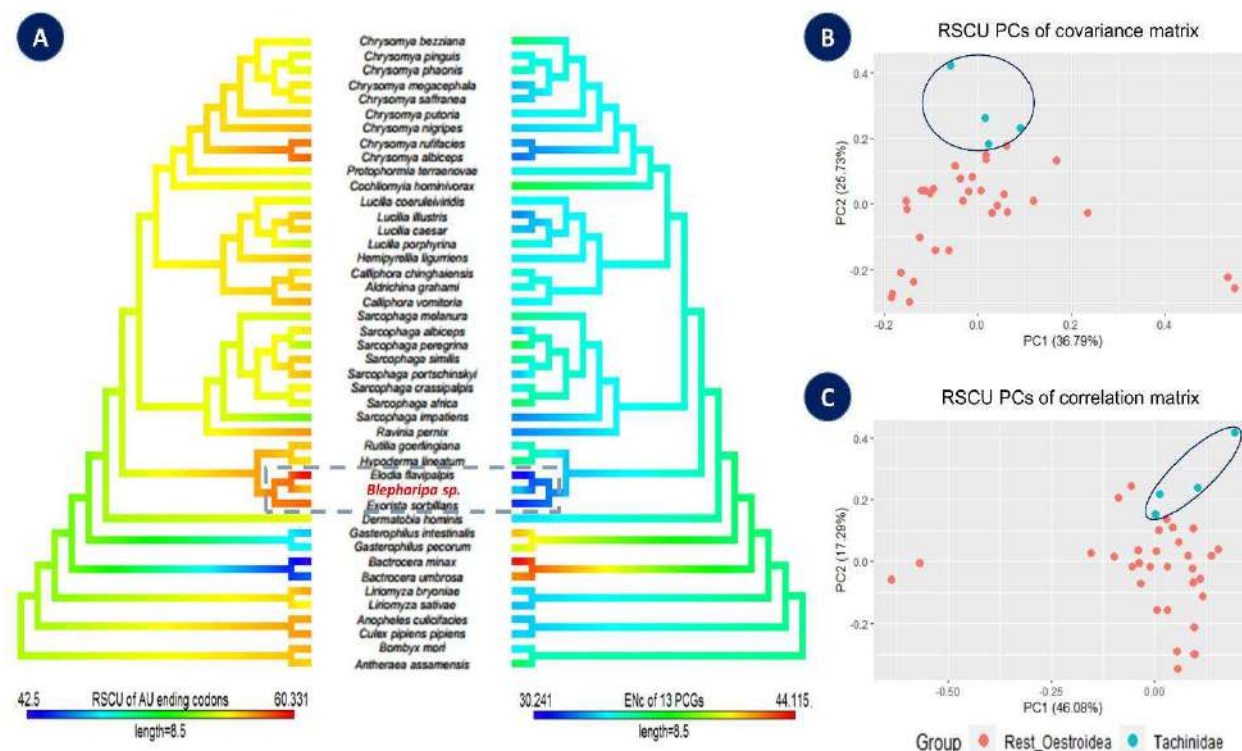 A
Chrysomya bezziana
Chrysomya pinguis
Chrysomya phaonis
Chrysomya megacephala
Chrysomya saffranea
Chrysomya putoria
Chrysomya nigripes
Chrysomya rufifacies
Chrysomya albiceps
Protophormia terraenovae
Cochliomyia hominivorax
Lucilia coeruleiviridis
Lucilia illustris
Lucilia caesar
Lucilia porphyrina
Hemipyrellia ligurriens
Calliphora chinghaiensis
Aldrichina grahami
Calliphora vomitoria
Sarcophaga melanura
Sarcophaga albiceps
Sarcophaga peregrina
Sarcophaga similis
Sarcophaga portschinskyi
Sarcophaga crassipalpis
Sarcophaga africa
Sarcophaga impatiens
Ravinia pernix
Rutilia goerlingiana
Hypoderma lineatum
Elodia flavipalpis
Blepharipa sp.
Exorista sorbillans
Dermatobia hominis
Gasterophilus intestinalis
Gasterophilus pecorum
Bactrocera minax
Bactrocera umbrosa
Liriomyza bryoniae
Liriomyza sativae
Anopheles culicifacies
Culex pipiens pipiens
Bombyx mori
Antheraea assamensis
42.5 RSCU of AU ending codons 60.331
length=8.5
30.241 ENc of 13 PCGs 44.115
length=8.5
B
RSCU PCs of covariance matrix
PC2 (25.73%)
0.4
0.2
0.0
-0.2
-0.2 0.0 0.2 0.4
PC1 (36.79%)
C
RSCU PCs of correlation matrix
PC2 (17.29%)
0.4
0.2
0.0
-0.2
-0.50 -0.25 0.00
PC1 (46.08%)
Group Rest_Oestroidea Tachinidae